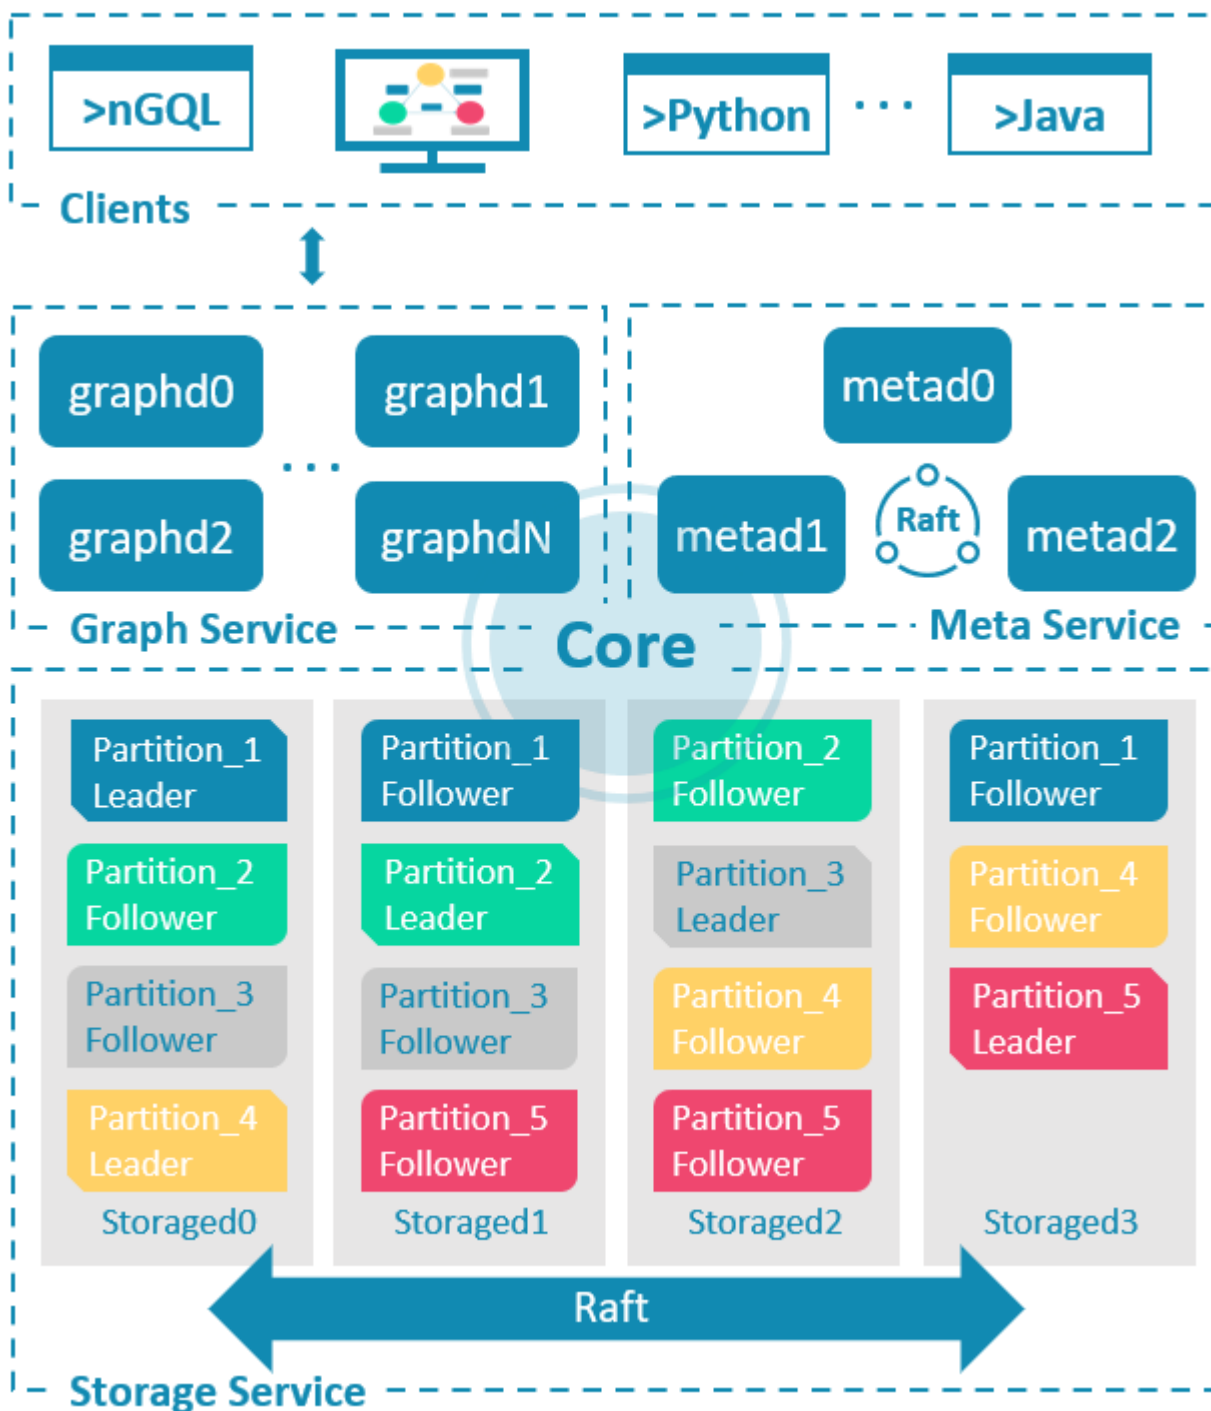 >nGQL
>Python
...
>Java
Clients
graphd0
graphd1
...
graphd2
graphdN
Graph Service
metad0
metad1
Raft
metad2
Meta Service
Core
Partition_1
Leader
Partition_2
Follower
Partition_3
Follower
Partition_4
Leader
Storaged0
Partition_1
Follower
Partition_2
Leader
Partition_3
Follower
Partition_5
Follower
Storaged1
Partition_2
Follower
Partition_3
Leader
Partition_4
Follower
Partition_5
Follower
Storaged2
Partition_1
Follower
Partition_4
Follower
Partition_5
Leader
Storaged3
Raft
Storage Service